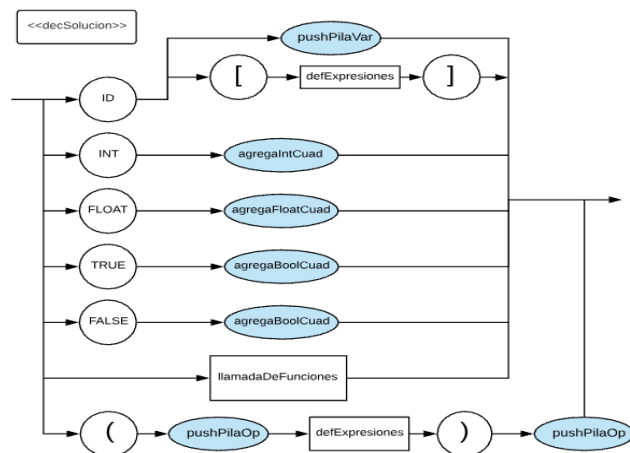 <<decSolucion>>
pushPilaVar
[ defExpresiones ]
ID
INT agregaIntCuad
FLOAT agregaFloatCuad
TRUE agregaBoolCuad
FALSE agregaBoolCuad
llamadaDeFunciones
( pushPilaOp defExpresiones ) pushPilaOp